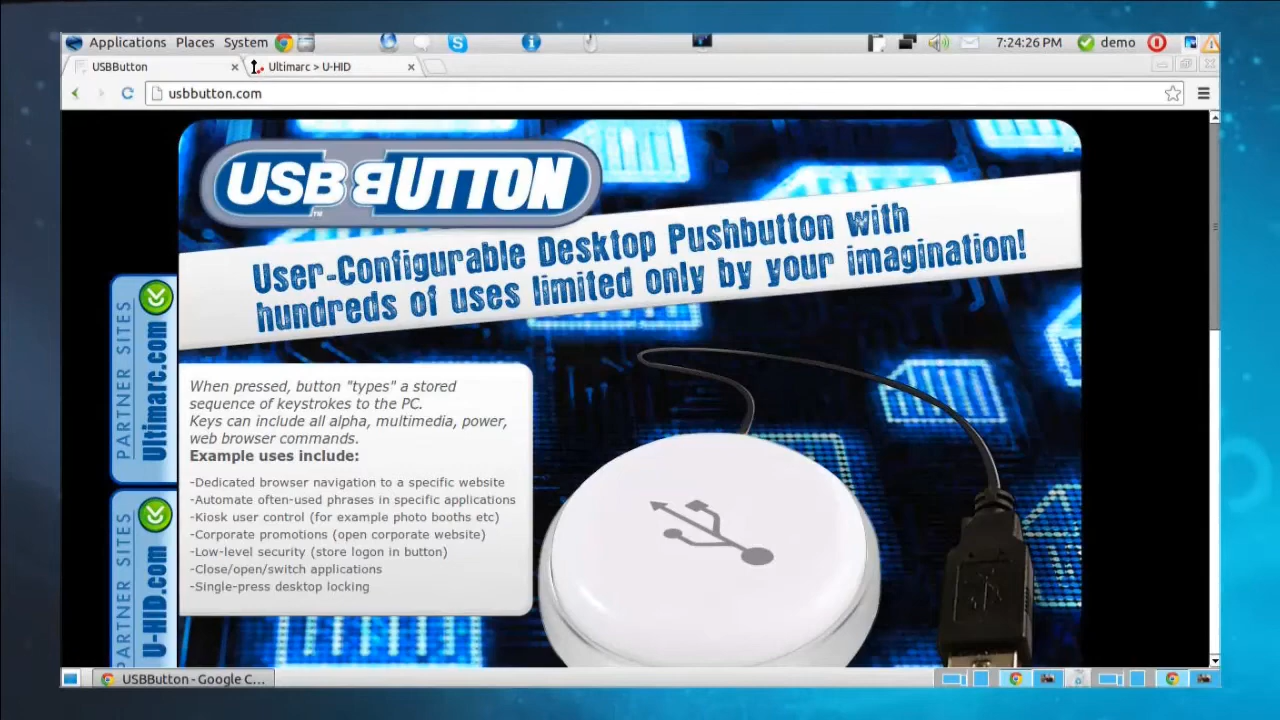 Applications Places System 7:24:26 PM demo
USBButton Ultimarc > U-HID
usbbutton.com
USBBUTTON
TM
User-Configurable Desktop Pushbutton with
hundreds of uses limited only by your imagination!
PARTNER SITES
Ultimarc.com
When pressed, button "types" a stored
sequence of keystrokes to the PC.
Keys can include all alpha, multimedia, power,
web browser commands.
Example uses include:
-Dedicated browser navigation to a specific website
-Automate often-used phrases in specific applications
-Kiosk user control (for example photo booths etc)
-Corporate promotions (open corporate website)
-Low-level security (store logon in button)
-Close/open/switch applications
-Single-press desktop locking
PARTNER SITES
U-HID.com
USBButton - Google C...